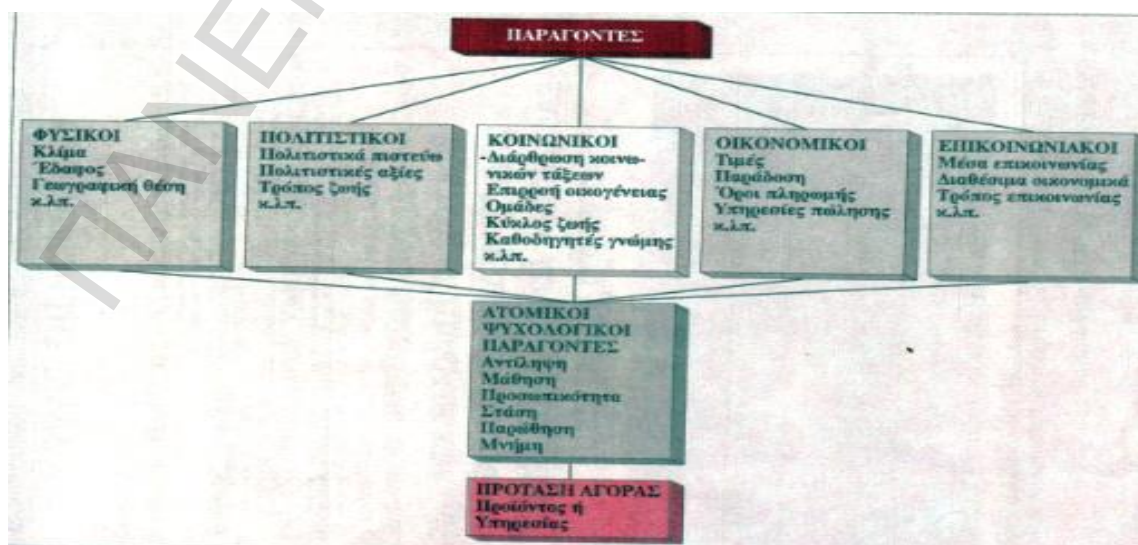 ΠΑΝΕ
ΠΑΡΑΓΟΝΤΕΣ
ΦΥΣΙΚΟΙ
Κλίμα
Έδαφος
Γεωγραφική θέση
κ.λπ.
ΠΟΛΙΤΙΣΤΙΚΟΙ
Πολιτιστικά πιστεύω
Πολιτιστικές αξίες
Τρόπος ζωής
κ.λπ.
ΚΟΙΝΩΝΙΚΟΙ
-Διάρθρωση κοινω-
νικών τάξεων
Επιρροή οικογένειας
Ομάδες
Κύκλος ζωής
Καθοδηγητές γνώμης
κ.λπ.
ΟΙΚΟΝΟΜΙΚΟΙ
Τιμές
Παράδοση
Όροι πληρωμής
Υπηρεσίες πώλησης
κ.λπ.
ΕΠΙΚΟΙΝΩΝΙΑΚΟΙ
Μέσα επικοινωνίας
Διαθέσιμα οικονομικά
Τρόπος επικοινωνίας
κ.λπ.
ΑΤΟΜΙΚΟΙ
ΨΥΧΟΛΟΓΙΚΟΙ
ΠΑΡΑΓΟΝΤΕΣ
Αντίληψη
Μάθηση
Προσωπικότητα
Στάση
Παρώθηση
Μνήμη
ΠΡΟΤΑΣΗ ΑΓΟΡΑΣ
Προϊόντος ή
Υπηρεσίας